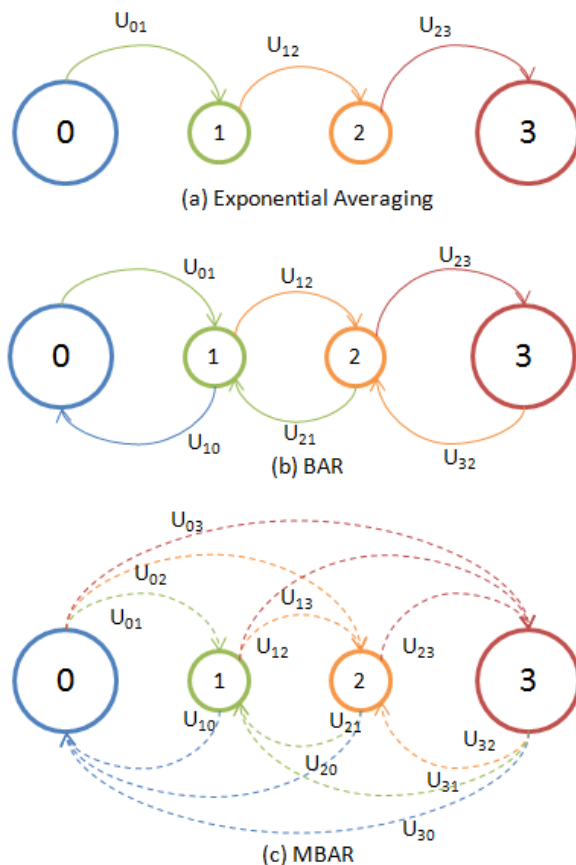 U01
U12
U23
0
1
2
3
(a) Exponential Averaging
U01
U12
U23
0
1
2
3
U10
U21
U32
(b) BAR
U03
U02
U13
U01
U12
U23
0
1
2
3
U10
U21
U32
U20
U31
U30
(c) MBAR